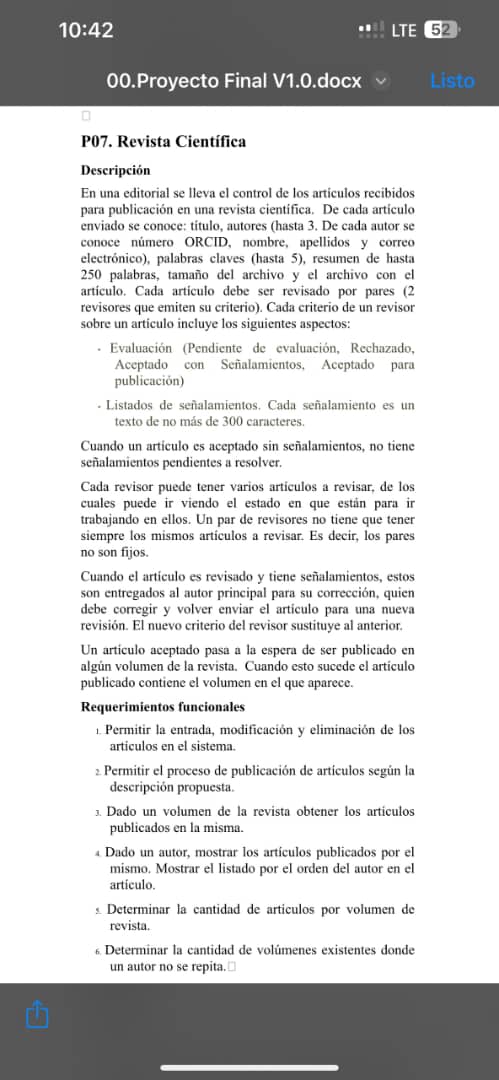 10:42
LTE 52
00.Proyecto Final V1.0.docx
Listo
P07. Revista Científica
Descripción
En una editorial se lleva el control de los artículos recibidos
para publicación en una revista científica. De cada artículo
enviado se conoce: título, autores (hasta 3. De cada autor se
conoce número ORCID, nombre, apellidos y correo
electrónico), palabras claves (hasta 5), resumen de hasta
250 palabras, tamaño del archivo y el archivo con el
artículo. Cada artículo debe ser revisado por pares (2
revisores que emiten su criterio). Cada criterio de un revisor
sobre un artículo incluye los siguientes aspectos:
- Evaluación (Pendiente de evaluación, Rechazado,
Aceptado con Señalamientos, Aceptado para
publicación)
- Listados de señalamientos. Cada señalamiento es un
texto de no más de 300 caracteres.
Cuando un artículo es aceptado sin señalamientos, no tiene
señalamientos pendientes a resolver.
Cada revisor puede tener varios artículos a revisar, de los
cuales puede ir viendo el estado en que están para ir
trabajando en ellos. Un par de revisores no tiene que tener
siempre los mismos artículos a revisar. Es decir, los pares
no son fijos.
Cuando el artículo es revisado y tiene señalamientos, estos
son entregados al autor principal para su corrección, quien
debe corregir y volver enviar el artículo para una nueva
revisión. El nuevo criterio del revisor sustituye al anterior.
Un artículo aceptado pasa a la espera de ser publicado en
algún volumen de la revista. Cuando esto sucede el artículo
publicado contiene el volumen en el que aparece.
Requerimientos funcionales
1. Permitir la entrada, modificación y eliminación de los
artículos en el sistema.
2. Permitir el proceso de publicación de artículos según la
descripción propuesta.
3. Dado un volumen de la revista obtener los artículos
publicados en la misma.
4. Dado un autor, mostrar los artículos publicados por el
mismo. Mostrar el listado por el orden del autor en el
artículo.
5. Determinar la cantidad de artículos por volumen de
revista.
6. Determinar la cantidad de volúmenes existentes donde
un autor no se repita.